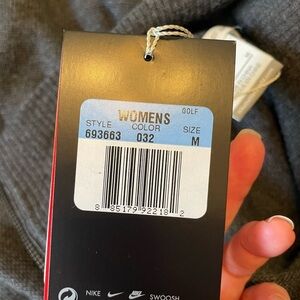 GOLF
WOMENS
STYLE COLOR SIZE
693663 032 M
8 85179 92218 2
NIKE SWOOSH